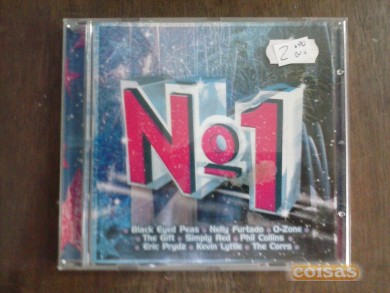 2
Nº1
Black Eyed Peas Nelly Furtado O-Zone
The Gift Simply Red Phil Collins
Eric Prydz Kevin Lyttle The Corrs
coisas